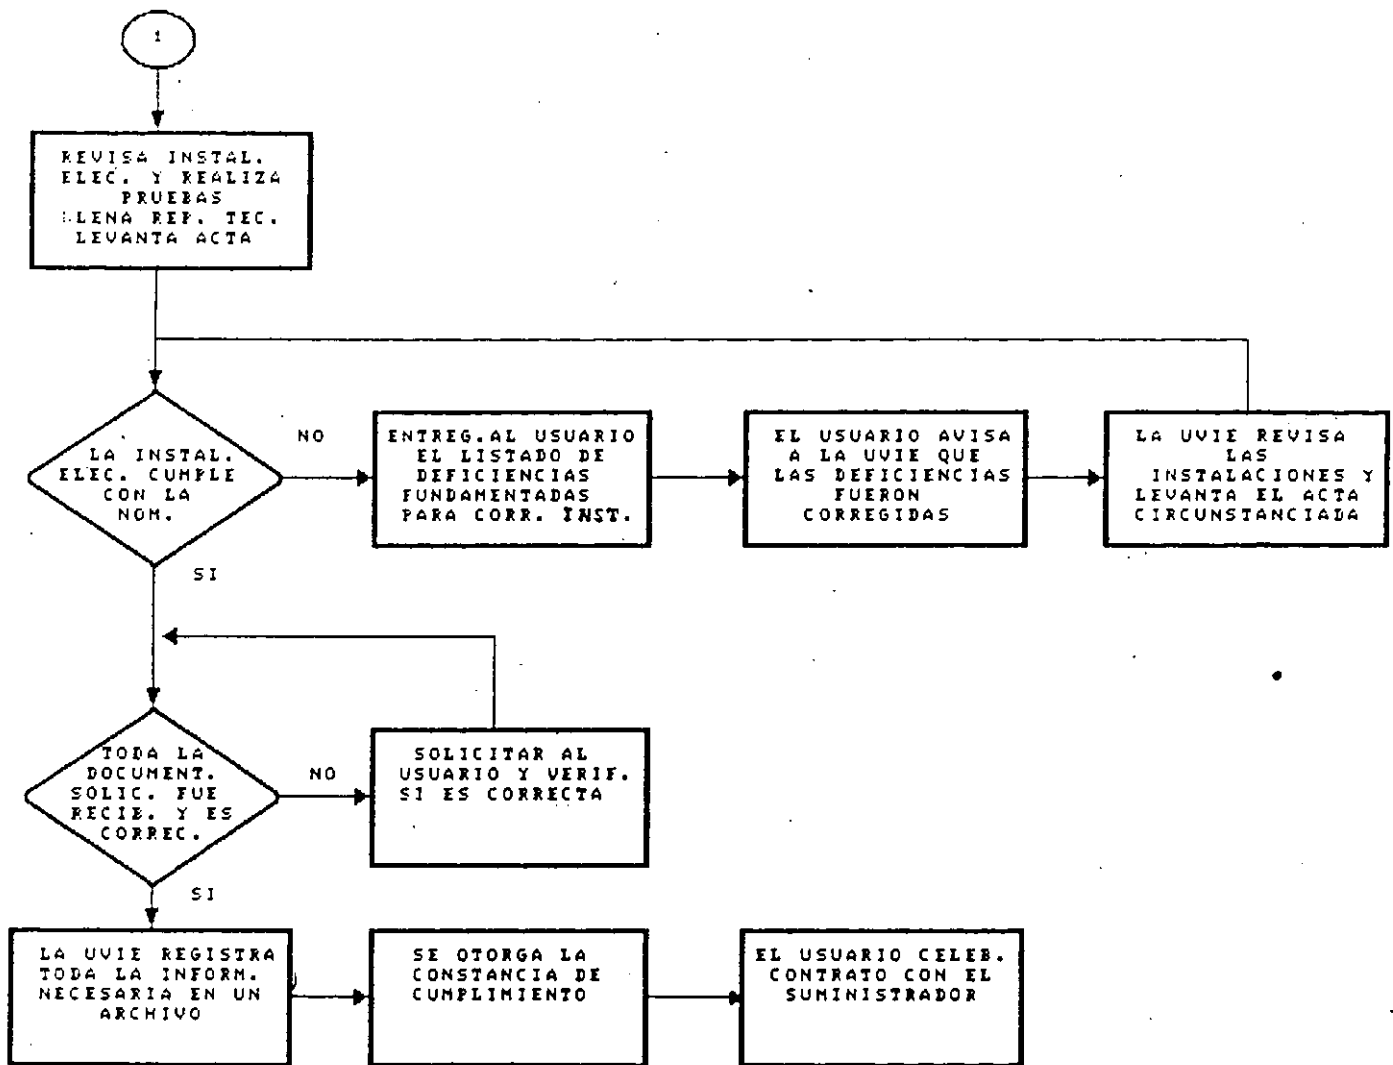 1
REVISA INSTAL.
ELEC. Y REALIZA
PRUEBAS
LLENA REP. TEC.
LEVANTA ACTA
LA INSTAL.
ELEC. CUMPLE
CON LA
NOM.
NO
SI
ENTREG.AL USUARIO
EL LISTADO DE
DEFICIENCIAS
FUNDAMENTADAS
PARA CORR. INST.
EL USUARIO AVISA
A LA UVIE QUE
LAS DEFICIENCIAS
FUERON
CORREGIDAS
LA UVIE REVISA
LAS
INSTALACIONES Y
LEVANTA EL ACTA
CIRCUNSTANCIADA
TODA LA
DOCUMENT.
SOLIC. FUE
RECIB. Y ES
CORREC.
NO
SI
SOLICITAR AL
USUARIO Y VERIF.
SI ES CORRECTA
LA UVIE REGISTRA
TODA LA INFORM.
NECESARIA EN UN
ARCHIVO
SE OTORGA LA
CONSTANCIA DE
CUMPLIMIENTO
EL USUARIO CELEB.
CONTRATO CON EL
SUMINISTRADOR